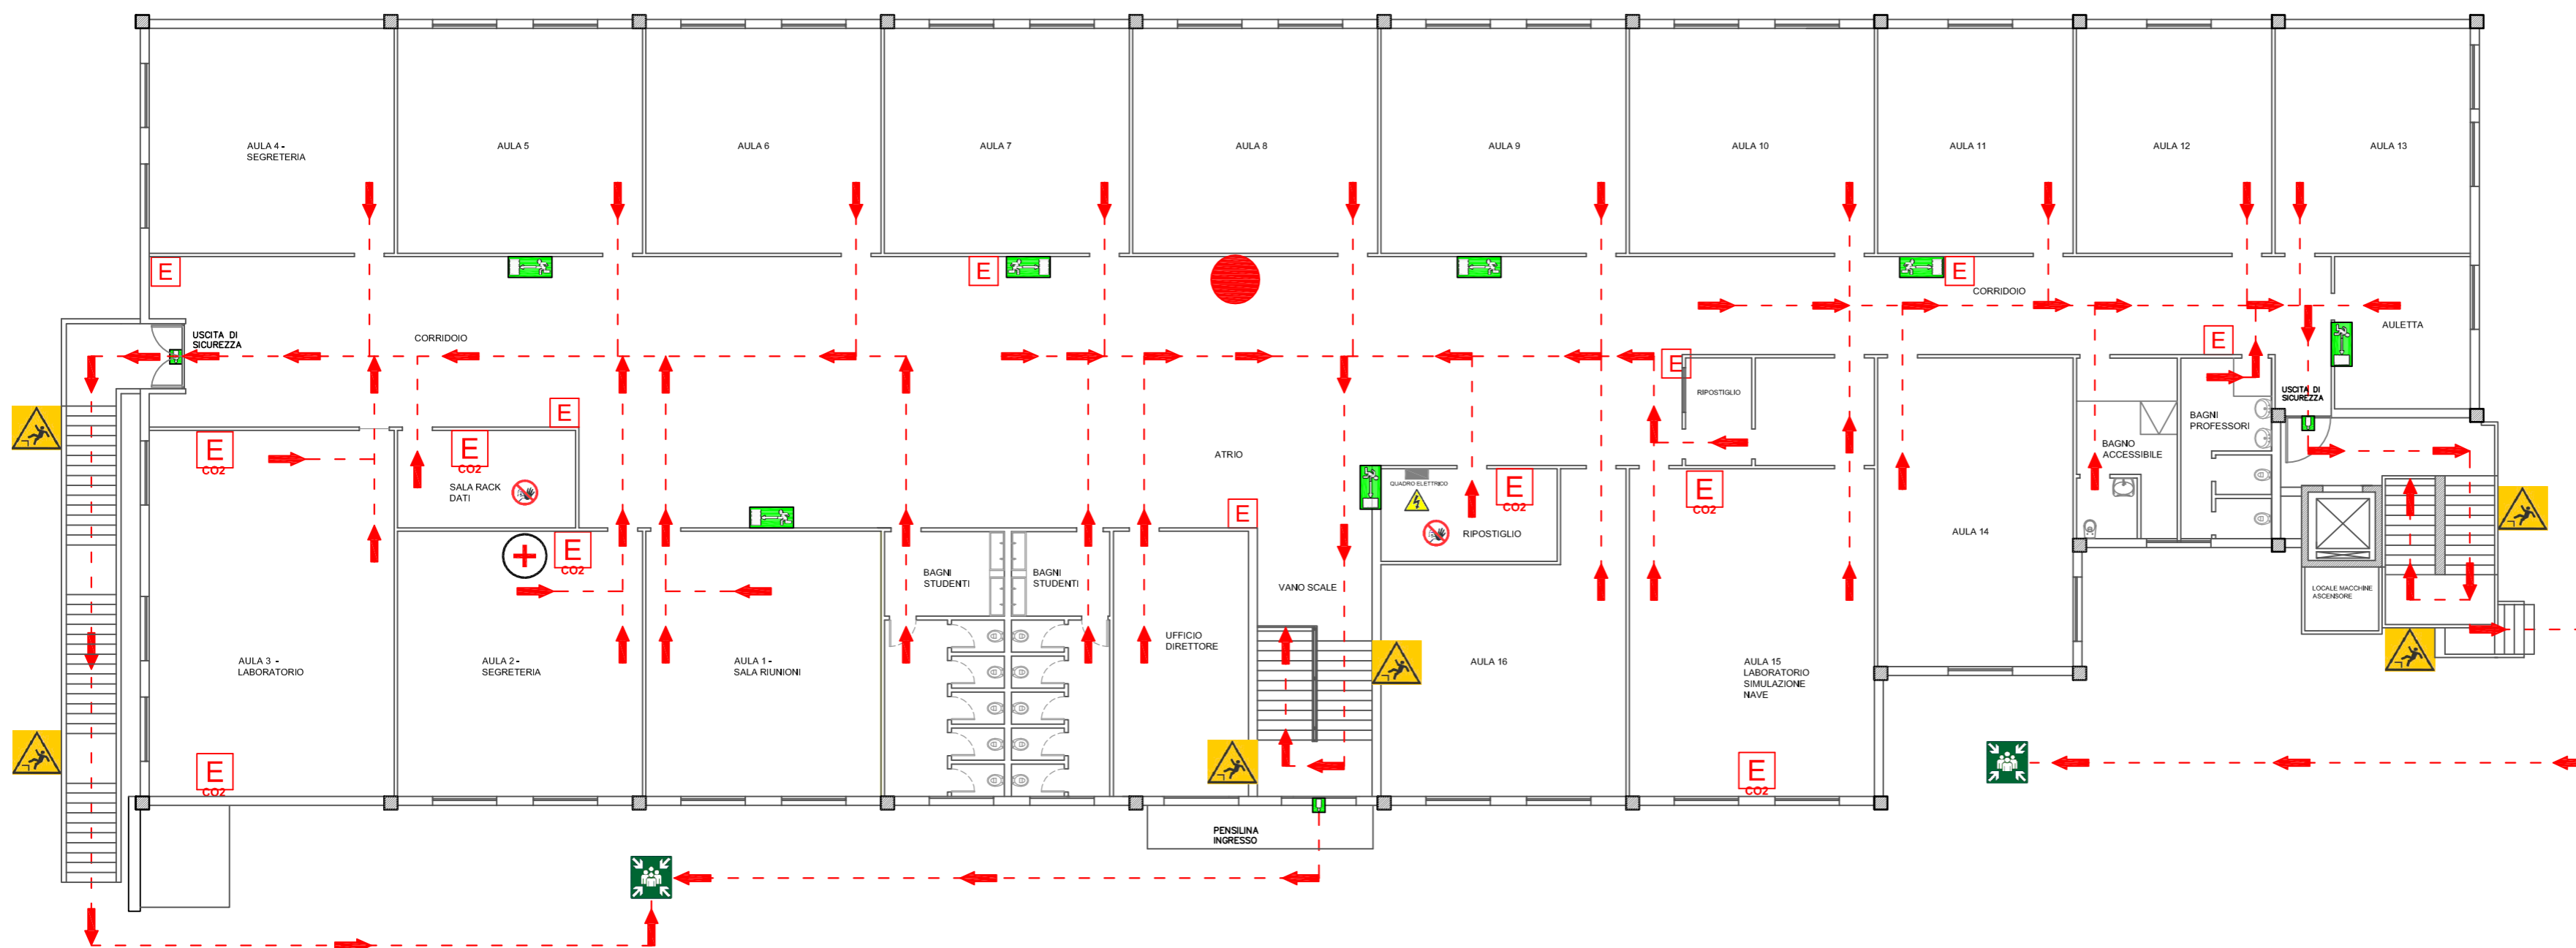 AULA 4 -
SEGRETERIA
AULA 5
AULA 6
AULA 7
AULA 8
AULA 9
AULA 10
AULA 11
AULA 12
AULA 13
E
E
E
CORRIDOIO
USCITA DI
SICUREZZA
CORRIDOIO
AULETTA
E
E
RIPOSTIGLIO
USCITA DI
SICUREZZA
E
E
CO2
E
CO2
SALA RACK
DATI
ATRIO
BAGNI
PROFESSORI
BAGNO
ACCESSIBILE
QUADRO ELETTRICO
E
CO2
E
CO2
E
RIPOSTIGLIO
AULA 14
E
CO2
BAGNI
STUDENTI
BAGNI
STUDENTI
VANO SCALE
LOCALE MACCHINE
ASCENSORE
UFFICIO
DIRETTORE
AULA 3 -
LABORATORIO
AULA 2 -
SEGRETERIA
AULA 1 -
SALA RIUNIONI
AULA 16
AULA 15
LABORATORIO
SIMULAZIONE
NAVE
E
CO2
E
CO2
PENSILINA
INGRESSO